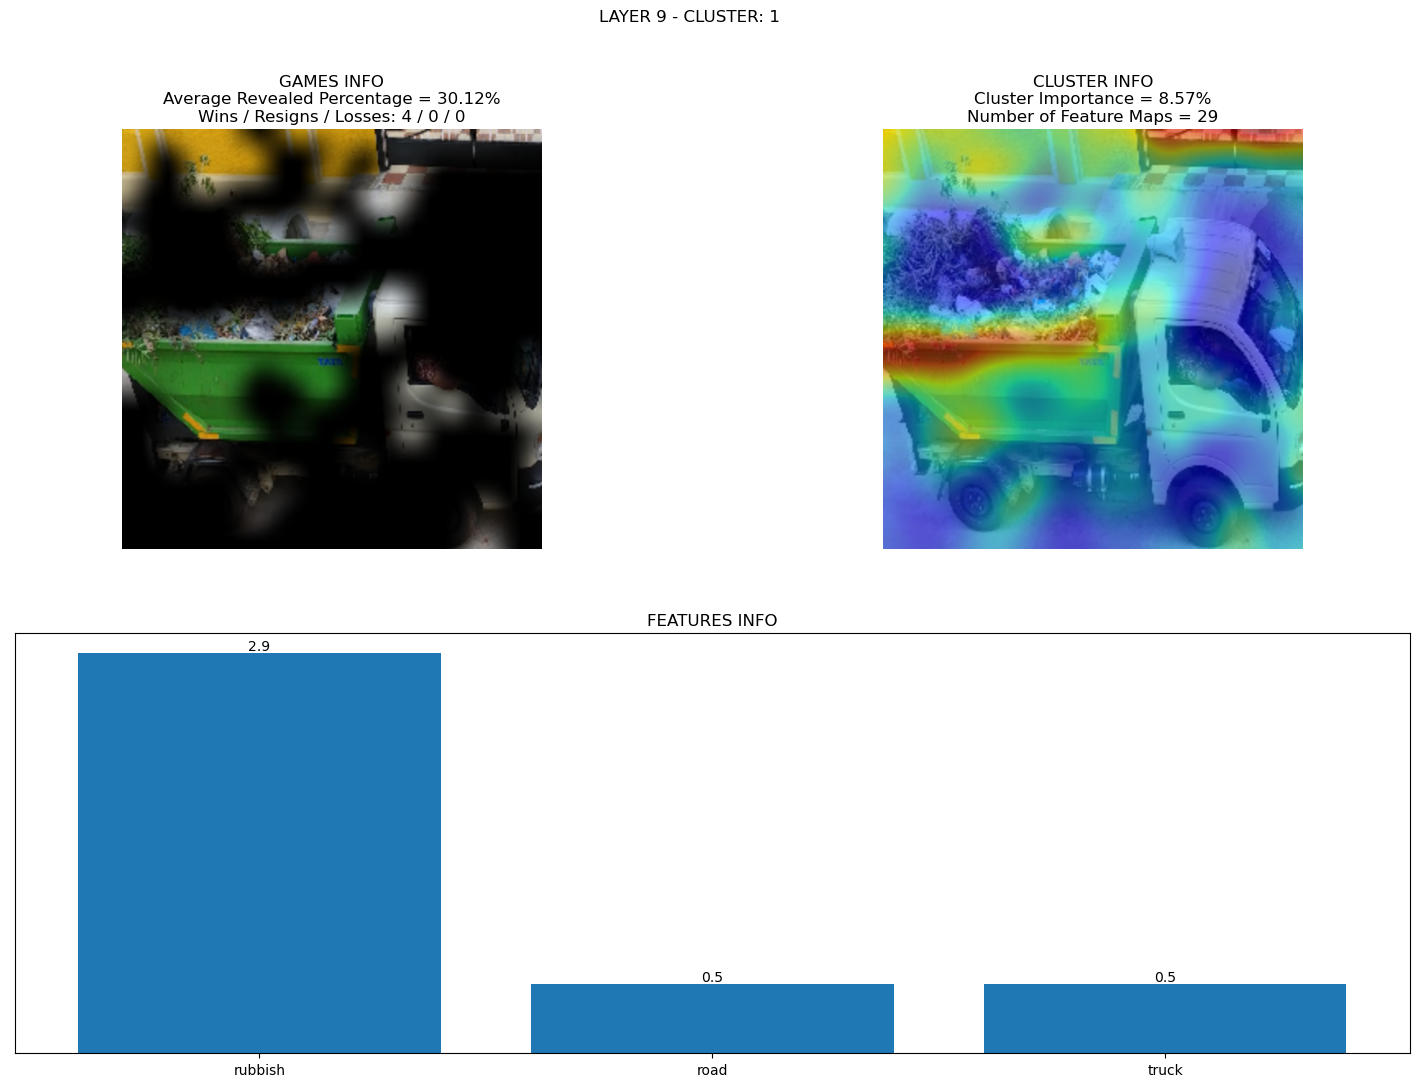 LAYER 9 - CLUSTER: 1
GAMES INFO
Average Revealed Percentage = 30.12%
Wins / Resigns / Losses: 4 / 0 / 0
CLUSTER INFO
Cluster Importance = 8.57%
Number of Feature Maps = 29
TATA
FEATURES INFO
2.9
0.5
0.5
rubbish
road
truck